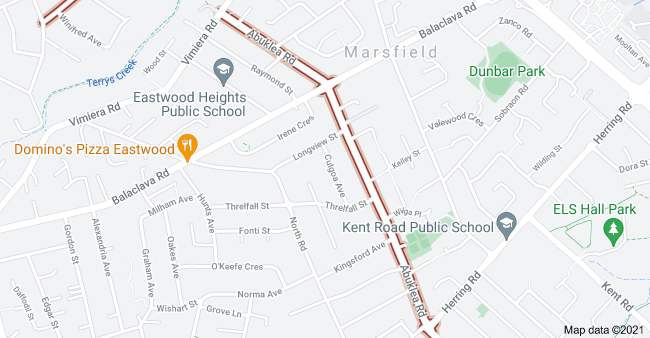 Winifred Ave
Terrys Creek
Wood St
Vimiera Rd
Vimiera Rd
Abuklea Rd
Raymond St
Eastwood Heights
Public School
Marsfield
Balaclava Rd
Zanco Rd
Mooltan Ave
Dunbar Park
Sobraon Rd
Valewood Cres
Herring Rd
Irene Cres
Longview St
Domino's Pizza Eastwood
Culgoa Ave
Kelley St
Wilding St
Dora St
Balaclava Rd
Milham Ave
Hunts Ave
Threlfall St
Threlfall St
Wiga Pl
Kent Road Public School
ELS Hall Park
Gordon St
Alexandria Ave
Oakes Ave
Graham Ave
Fonti St
North Rd
Kingsford Ave
O'Keefe Cres
Abuklea Rd
Herring Rd
Kent Rd
Daffodil St
Edgar St
Norma Ave
Wishart St
Grove Ln
Map data ©2021